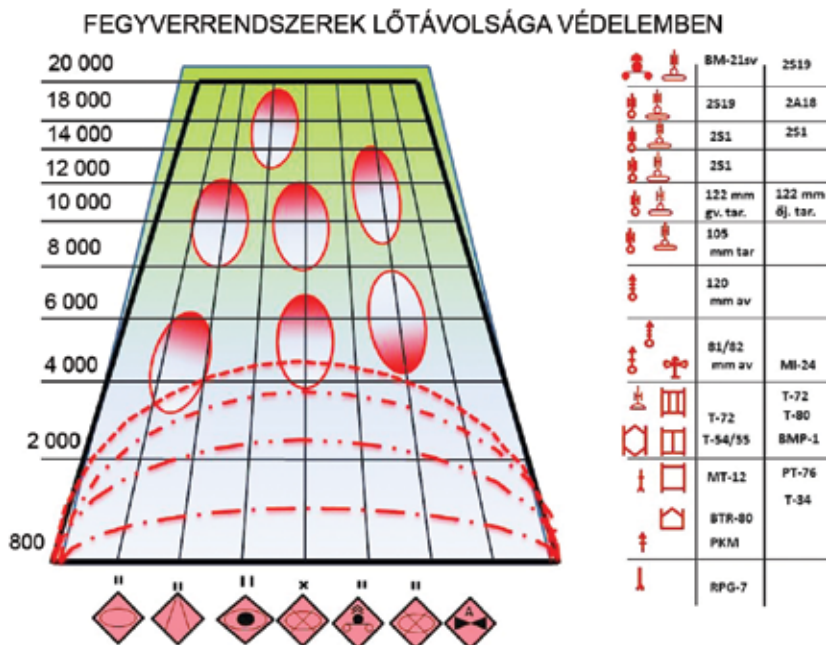 FEGYVERRENDSZEREK LŐTÁVOLSÁGA VÉDELEMBEN
20 000
18 000
14 000
12 000
10 000
8 000
6 000
4 000
2 000
800
A
BM-21sv 2S19
2S19 2A18
2S1 2S1
2S1
122 mm 122 mm
gv. tar. őj. tar.
105
mm tar
120
mm av
81/82
mm av MI-24
T-72
T-72 T-80
T-54/55 BMP-1
MT-12 PT-76
T-34
BTR-80
PKM
RPG-7